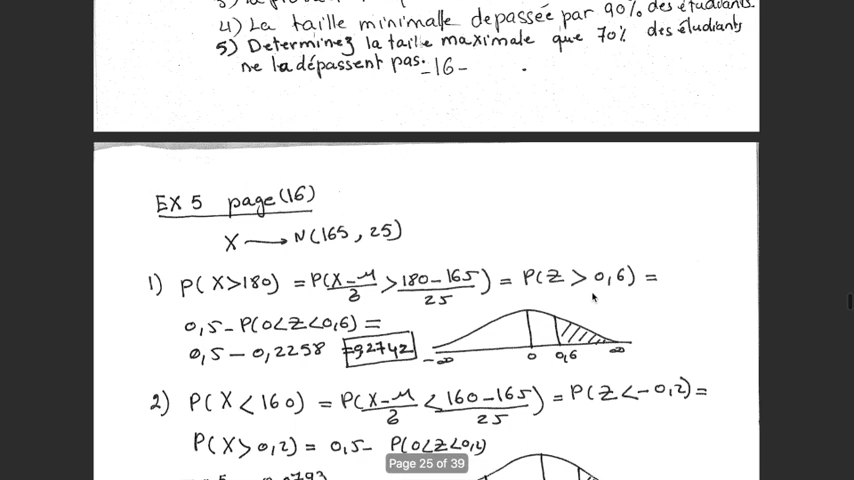 4) La taille minimale depassée par 90% des étudiants.
5) Determinez la taille maximale que 70% des étudiants
ne la dépassent pas.
-16-
EX 5 page(16)
X → N(165, 25)
1) P(X>180) = P(X-μ/б > 180-165/25) = P(Z > 0,6) =
0,5-P(0<Z<0,6) =
0,5 - 0,2258 =0,2742
-∞ 0 0,6 ∞
2) P(X<160) = P(X-μ/б < 160-165/25) = P(Z<-0,2) =
P(X>0,2) = 0,5- P(0<Z<0,2)
Page 25 of 39